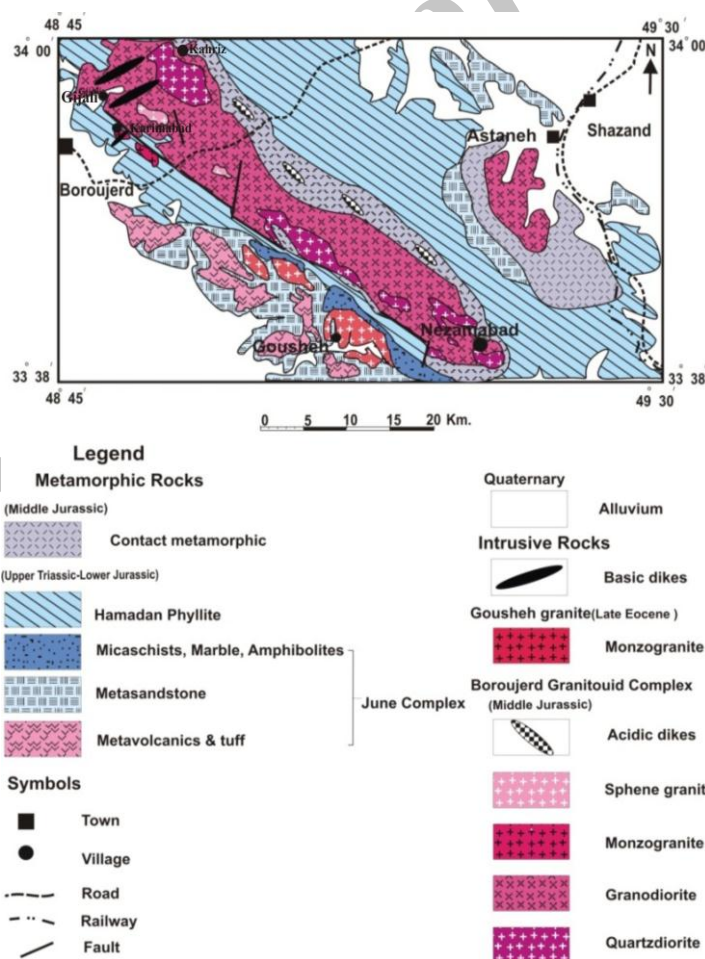 48 45
49 30
34 00
34 00
Kahriz
N
Gijali
Karimabad
Astaneh
Shazand
Boroujerd
Nezamabad
Gousheh
33 38
33 38
48 45
49 30
0 5 10 15 20 Km.
Legend
Metamorphic Rocks
(Middle Jurassic)
Contact metamorphic
(Upper Triassic-Lower Jurassic)
Hamadan Phyllite
Micaschists, Marble, Amphibolites
Metasandstone
June Complex
Metavolcanics & tuff
Symbols
Town
Village
Road
Railway
Fault
Quaternary
Alluvium
Intrusive Rocks
Basic dikes
Gousheh granite(Late Eocene )
Monzogranite
Boroujerd Granitouid Complex
(Middle Jurassic)
Acidic dikes
Sphene granit
Monzogranite
Granodiorite
Quartzdiorite